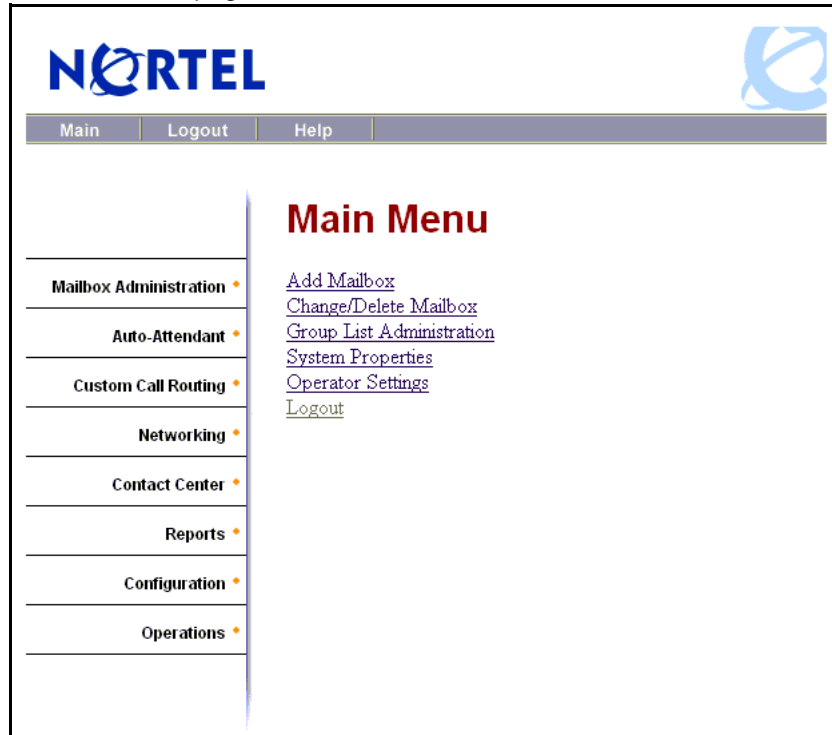 NORTEL
Main Logout Help
Main Menu
Mailbox Administration
Auto-Attendant
Custom Call Routing
Networking
Contact Center
Reports
Configuration
Operations
Add Mailbox
Change/Delete Mailbox
Group List Administration
System Properties
Operator Settings
Logout